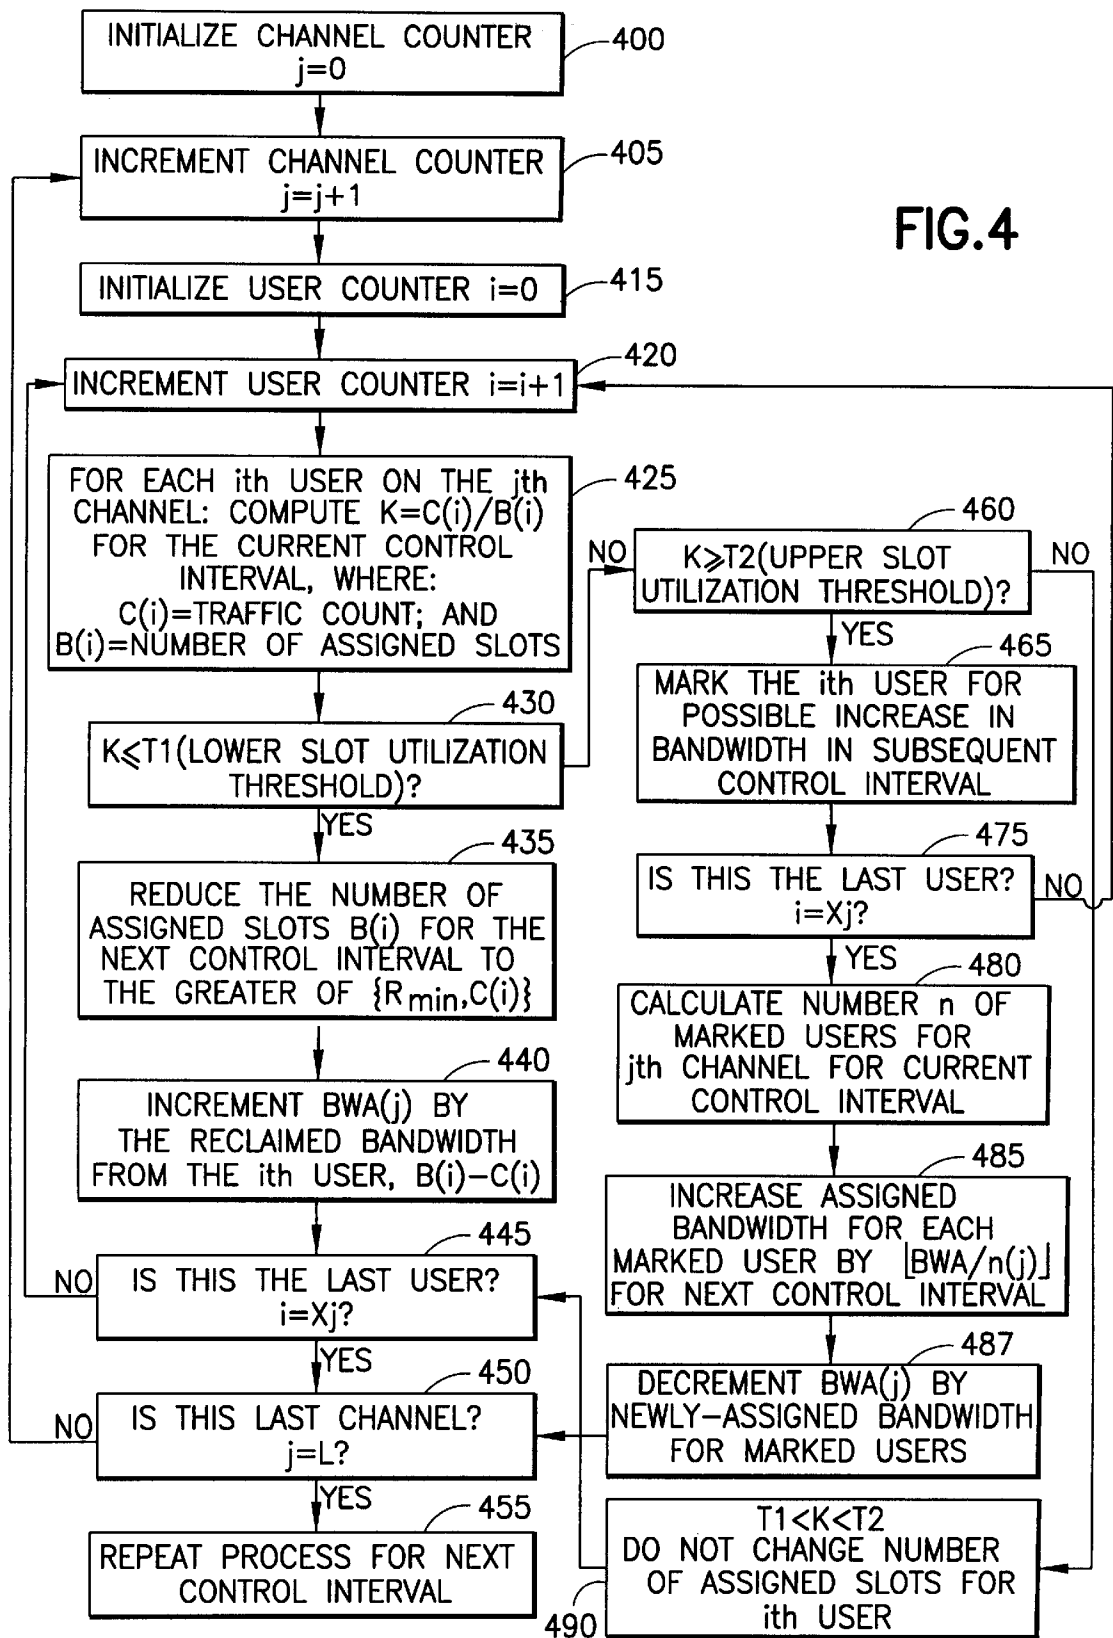 INITIALIZE CHANNEL COUNTER
j=0
400
INCREMENT CHANNEL COUNTER
j=j+1
405
FIG.4
INITIALIZE USER COUNTER i=0
415
INCREMENT USER COUNTER i=i+1
420
FOR EACH ith USER ON THE jth
CHANNEL: COMPUTE K=C(i)/B(i)
FOR THE CURRENT CONTROL
INTERVAL, WHERE:
C(i)=TRAFFIC COUNT; AND
B(i)=NUMBER OF ASSIGNED SLOTS
425
K≤T1(LOWER SLOT UTILIZATION
THRESHOLD)?
430
NO
YES
REDUCE THE NUMBER OF
ASSIGNED SLOTS B(i) FOR THE
NEXT CONTROL INTERVAL TO
THE GREATER OF {Rmin,C(i)}
435
INCREMENT BWA(j) BY
THE RECLAIMED BANDWIDTH
FROM THE ith USER, B(i)−C(i)
440
IS THIS THE LAST USER?
i=Xj?
445
NO
YES
IS THIS LAST CHANNEL?
j=L?
450
NO
YES
REPEAT PROCESS FOR NEXT
CONTROL INTERVAL
455
K≥T2(UPPER SLOT
UTILIZATION THRESHOLD)?
460
NO
YES
MARK THE ith USER FOR
POSSIBLE INCREASE IN
BANDWIDTH IN SUBSEQUENT
CONTROL INTERVAL
465
IS THIS THE LAST USER?
i=Xj?
475
NO
YES
CALCULATE NUMBER n OF
MARKED USERS FOR
jth CHANNEL FOR CURRENT
CONTROL INTERVAL
480
INCREASE ASSIGNED
BANDWIDTH FOR EACH
MARKED USER BY ⌊BWA/n(j)⌋
FOR NEXT CONTROL INTERVAL
485
DECREMENT BWA(j) BY
NEWLY-ASSIGNED BANDWIDTH
FOR MARKED USERS
487
T1<K<T2
DO NOT CHANGE NUMBER
OF ASSIGNED SLOTS FOR
ith USER
490